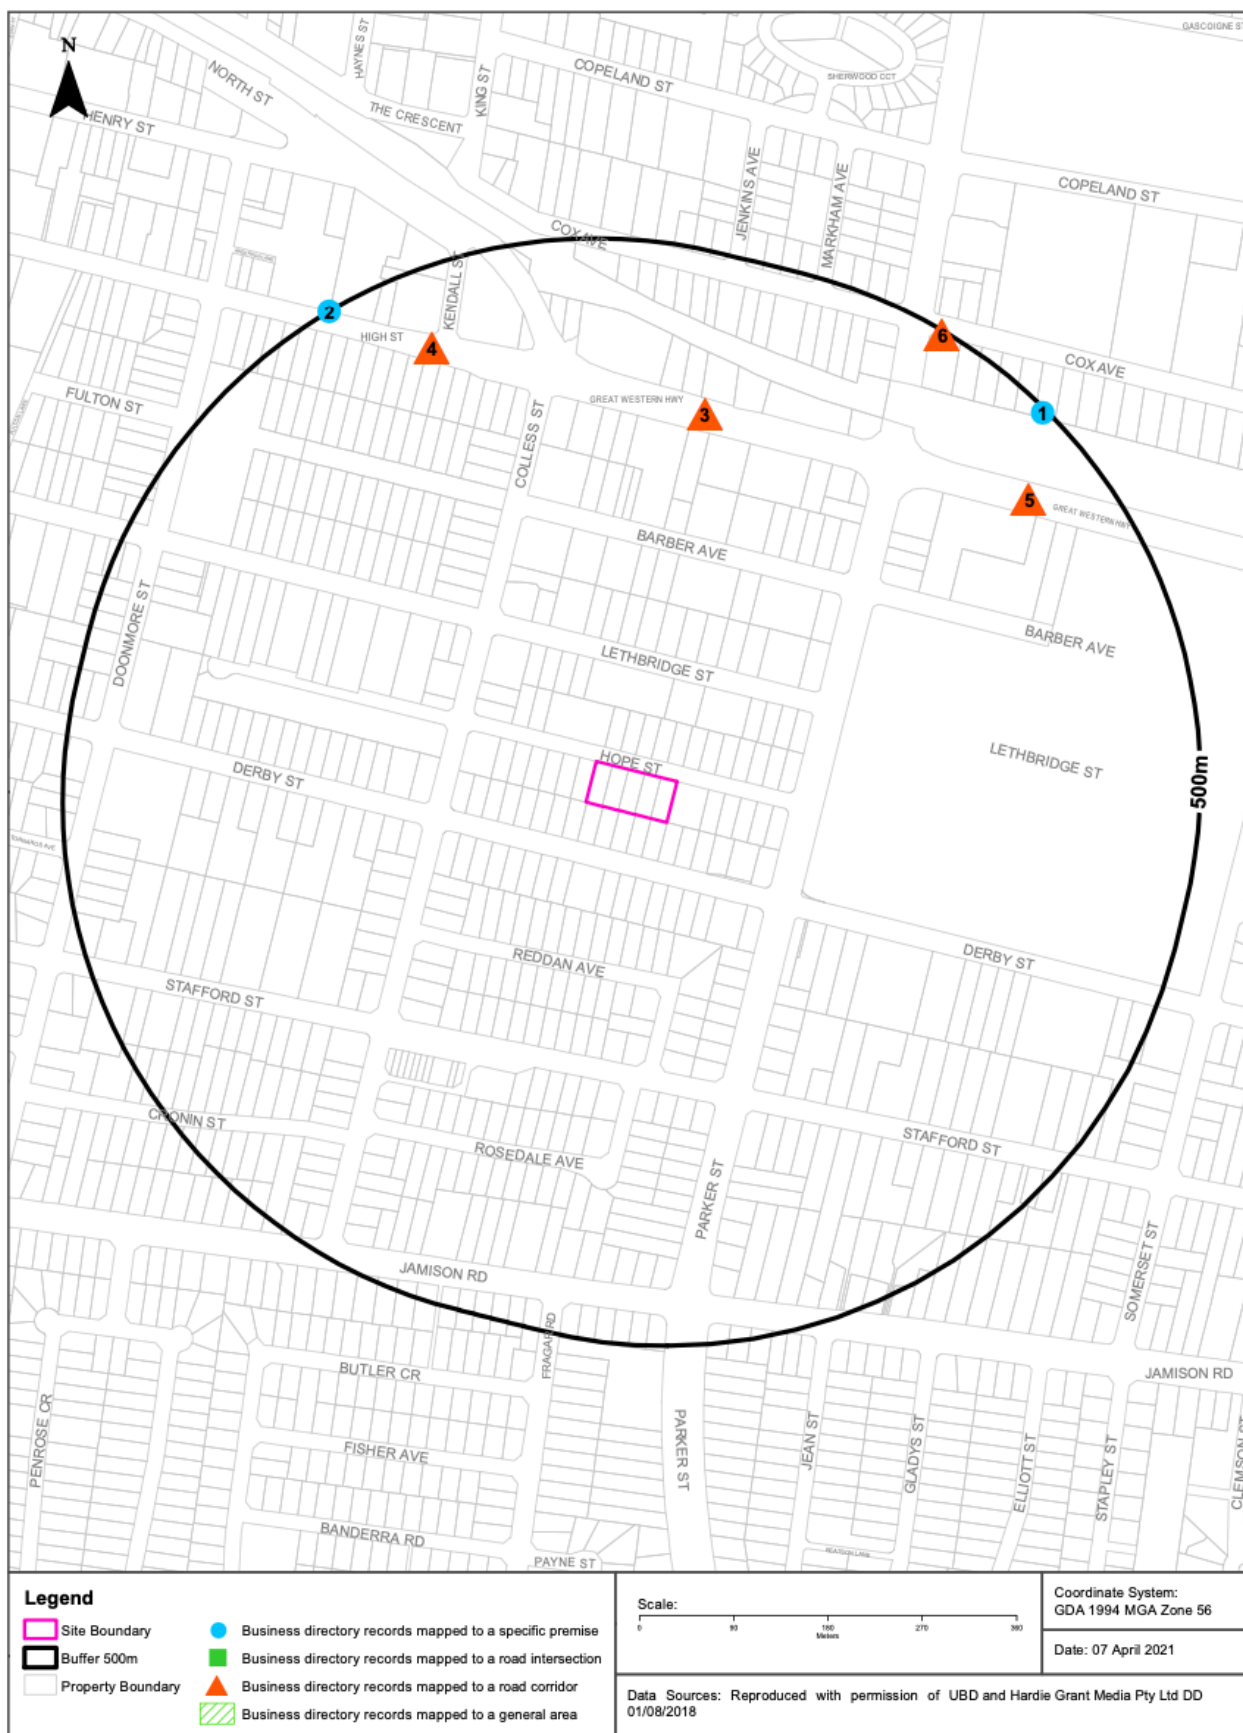 GASCOIGNE ST
N
HAYNES ST
NORTH ST
COPELAND ST
SHERWOOD CCT
KING ST
THE CRESCENT
HENRY ST
JENKINS AVE
MARKHAM AVE
COPELAND ST
COX AVE
KENDALL ST
2
HIGH ST
4
6
COX AVE
FULTON ST
GREAT WESTERN HWY
3
1
COLLESS ST
5
GREAT WESTERN HWY
BARBER AVE
DOONMORE ST
BARBER AVE
LETHBRIDGE ST
LETHBRIDGE ST
HOPE ST
DERBY ST
500m
REDDAN AVE
DERBY ST
STAFFORD ST
CRONIN ST
STAFFORD ST
ROSEDALE AVE
PARKER ST
SOMERSET ST
JAMISON RD
FRAGAR RD
BUTLER CR
JAMISON RD
PENROSE CR
PARKER ST
JEAN ST
GLADYS ST
ELLIOTT ST
STAPLEY ST
CLEMSON ST
FISHER AVE
BANDERRA RD
PAYNE ST
Legend
Site Boundary
Buffer 500m
Property Boundary
Business directory records mapped to a specific premise
Business directory records mapped to a road intersection
Business directory records mapped to a road corridor
Business directory records mapped to a general area
Scale:
0 90 180 270 360
Meters
Coordinate System:
GDA 1994 MGA Zone 56
Date: 07 April 2021
Data Sources: Reproduced with permission of UBD and Hardie Grant Media Pty Ltd DD
01/08/2018